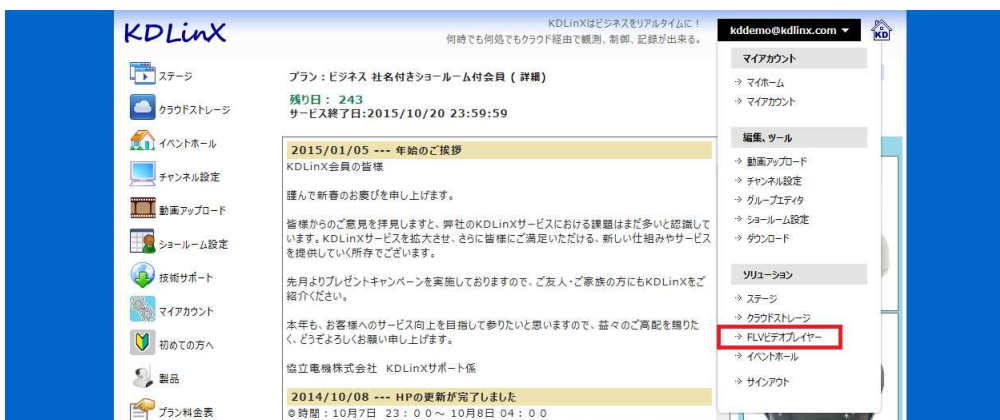 KDLinX
KDLinXはビジネスをリアルタイムに！
何時でも何処でもクラウド経由で観測、制御、記録が出来る。
kddemo@kdlinx.com ▼
KD
ステージ
クラウドストレージ
イベントホール
チャンネル設定
動画アップロード
ショールーム設定
技術サポート
マイアカウント
初めての方へ
製品
プラン料金表
プラン：ビジネス 社名付きショールーム付会員 ( 詳細)
残り日： 243
サービス終了日:2015/10/20 23:59:59
2015/01/05 --- 年始のご挨拶
KDLinX会員の皆様
謹んで新春のお慶びを申し上げます。
皆様からのご意見を拝見しますと、弊社のKDLinXサービスにおける課題はまだ多いと認識して
います。KDLinXサービスを拡大させ、さらに皆様にご満足いただける、新しい仕組みやサービス
を提供していく所存でございます。
先月よりプレゼントキャンペーンを実施しておりますので、ご友人・ご家族の方にもKDLinXをご
紹介ください。
本年も、お客様へのサービス向上を目指して参りたいと思いますので、益々のご高配を賜りた
く、どうぞよろしくお願い申し上げます。
協立電機株式会社 KDLinXサポート係
2014/10/08 --- HPの更新が完了しました
◎時間：10月7日 ２３：００～ 10月8日 ０４：００
マイアカウント
→ マイホーム
→ マイアカウント
編集、ツール
→ 動画アップロード
→ チャンネル設定
→ グループエディタ
→ ショールーム設定
→ ダウンロード
ソリューション
→ ステージ
→ クラウドストレージ
→ FLVビデオプレイヤー
→ イベントホール
→ サインアウト